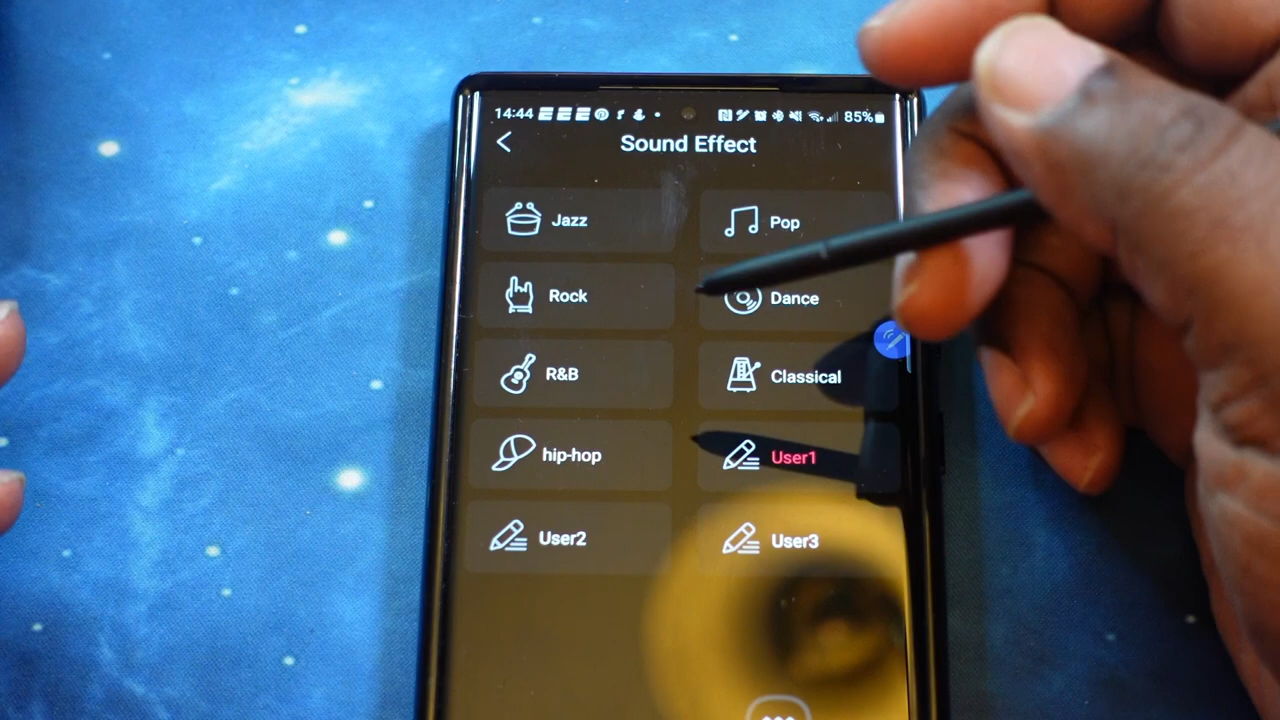 14:44 85%
Sound Effect
Jazz Pop
Rock Dance
R&B Classical
hip-hop User1
User2 User3